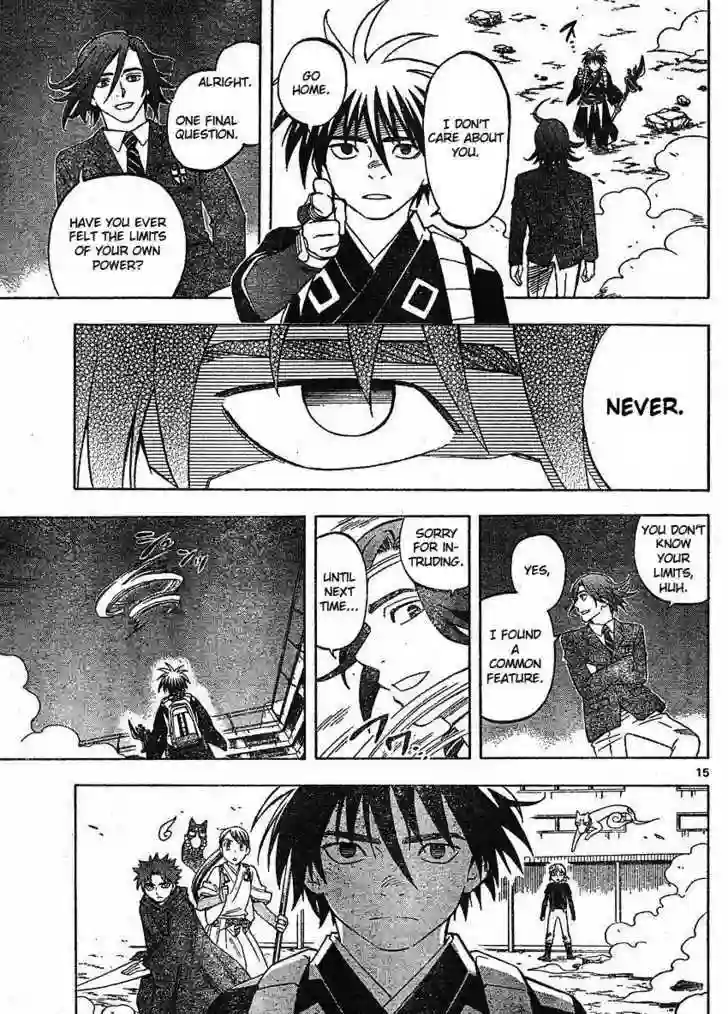 I DON'T
CARE ABOUT
YOU.
GO
HOME.
ALRIGHT.
ONE FINAL
QUESTION.
HAVE YOU EVER
FELT THE LIMITS
OF YOUR OWN
POWER?
NEVER.
YOU DON'T
KNOW
YOUR
LIMITS,
HUH.
YES,
I FOUND
A
COMMON
FEATURE.
SORRY
FOR IN-
TRUDING.
UNTIL
NEXT
TIME...
15